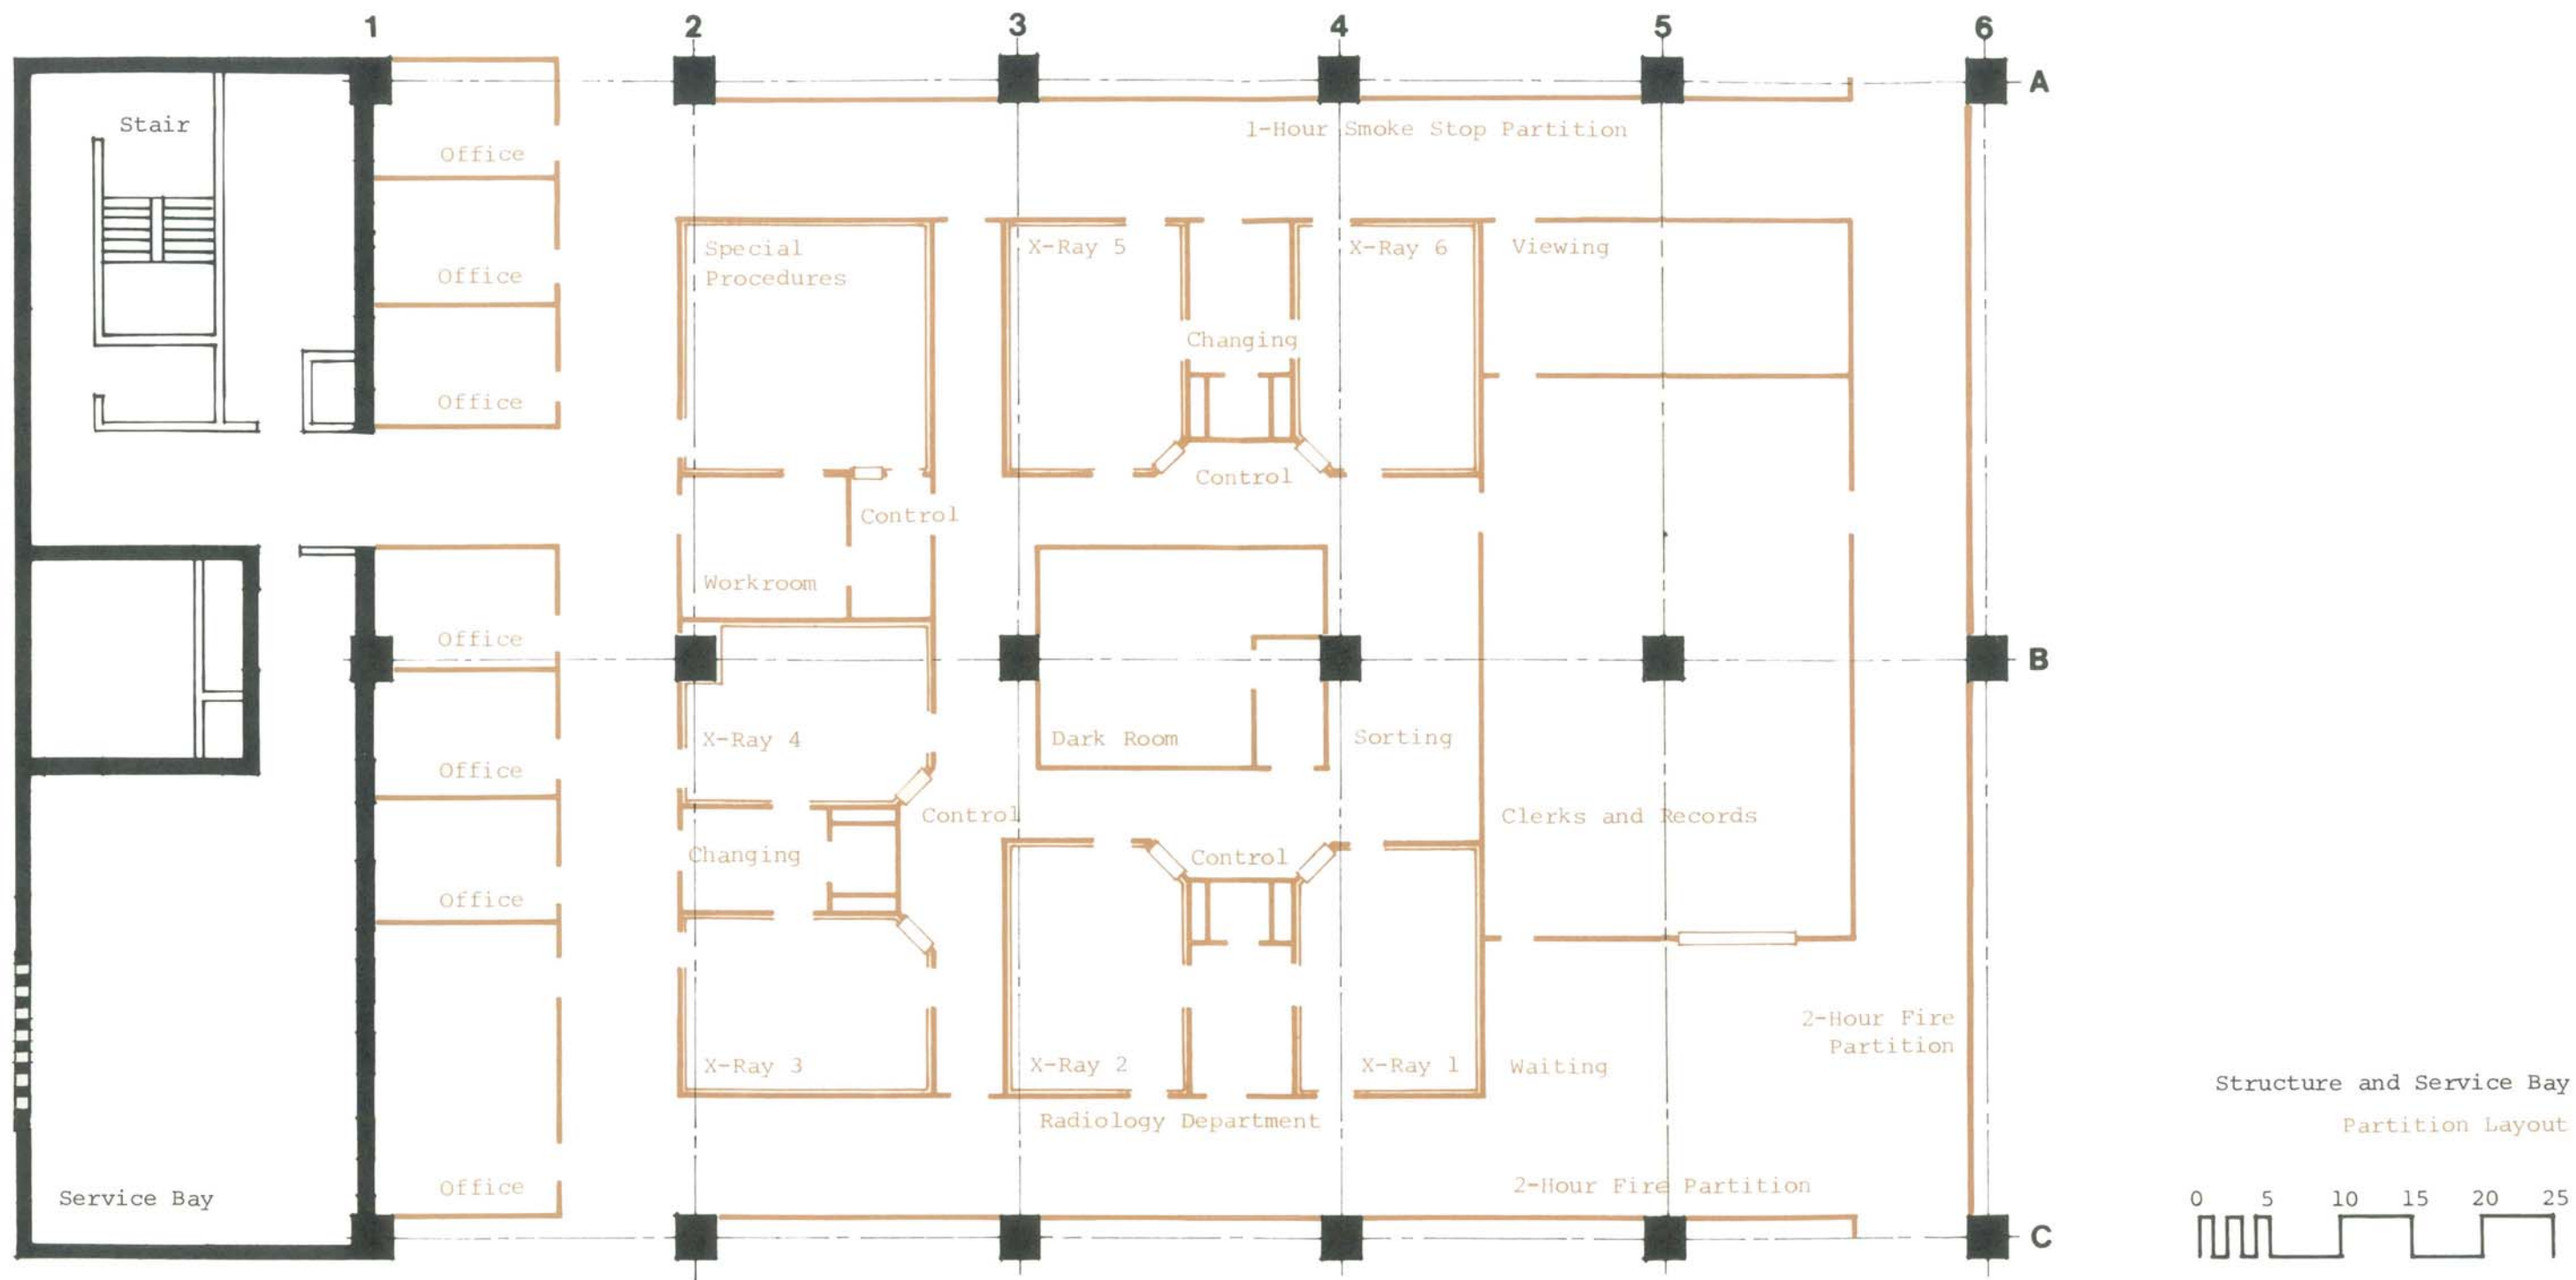 1
2
3
4
5
6
A
Stair
1-Hour Smoke Stop Partition
Office
Special
Procedures
X-Ray 5
X-Ray 6
Viewing
Office
Changing
Office
Control
Control
Workroom
Office
B
X-Ray 4
Dark Room
Sorting
Office
Control
Clerks and Records
Changing
Control
Office
2-Hour Fire
Partition
X-Ray 3
X-Ray 2
X-Ray 1
Waiting
Structure and Service Bay
Radiology Department
Partition Layout
Office
2-Hour Fire Partition
Service Bay
0 5 10 15 20 25
C